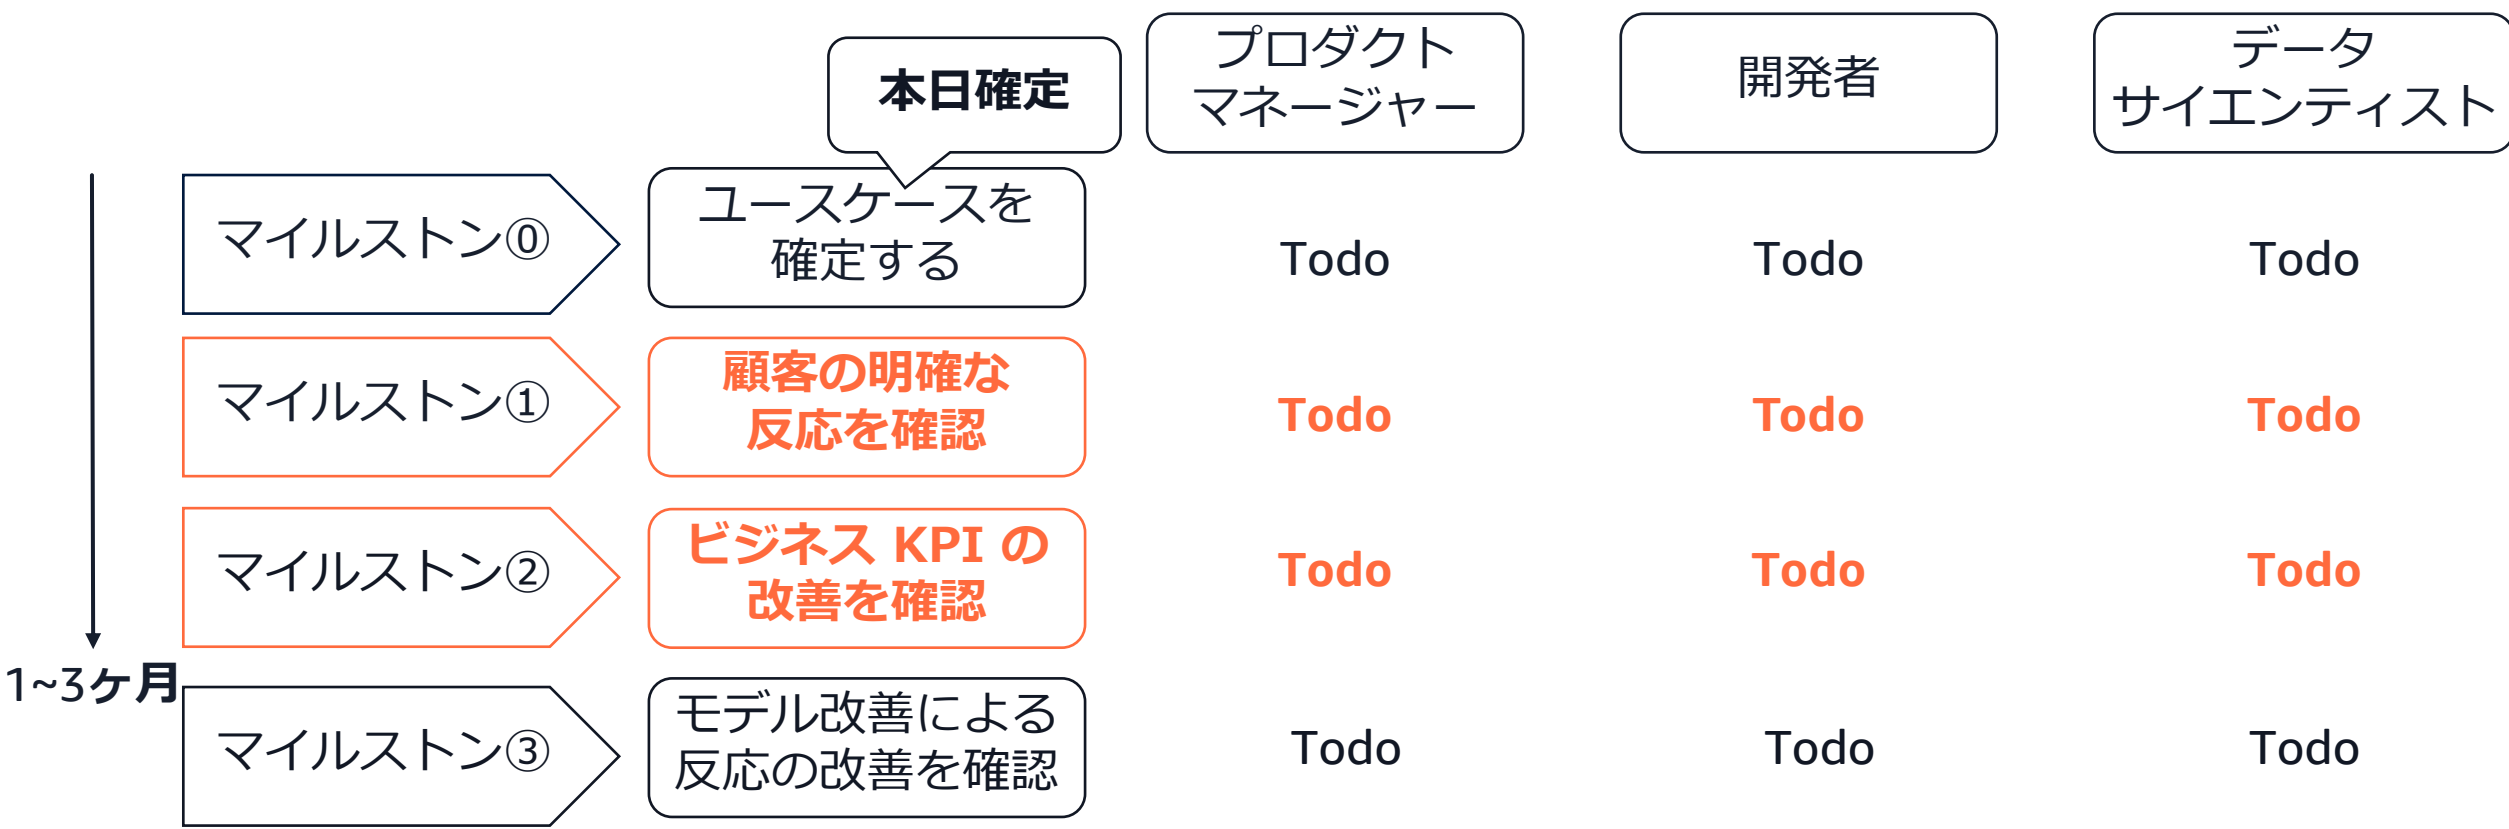 本日確定
プロダクト
マネージャー
開発者
データ
サイエンティスト
マイルストン⓪
ユースケースを
確定する
Todo
Todo
Todo
マイルストン①
顧客の明確な
反応を確認
Todo
Todo
Todo
マイルストン②
ビジネス KPI の
改善を確認
Todo
Todo
Todo
1~3ヶ月
マイルストン③
モデル改善による
反応の改善を確認
Todo
Todo
Todo